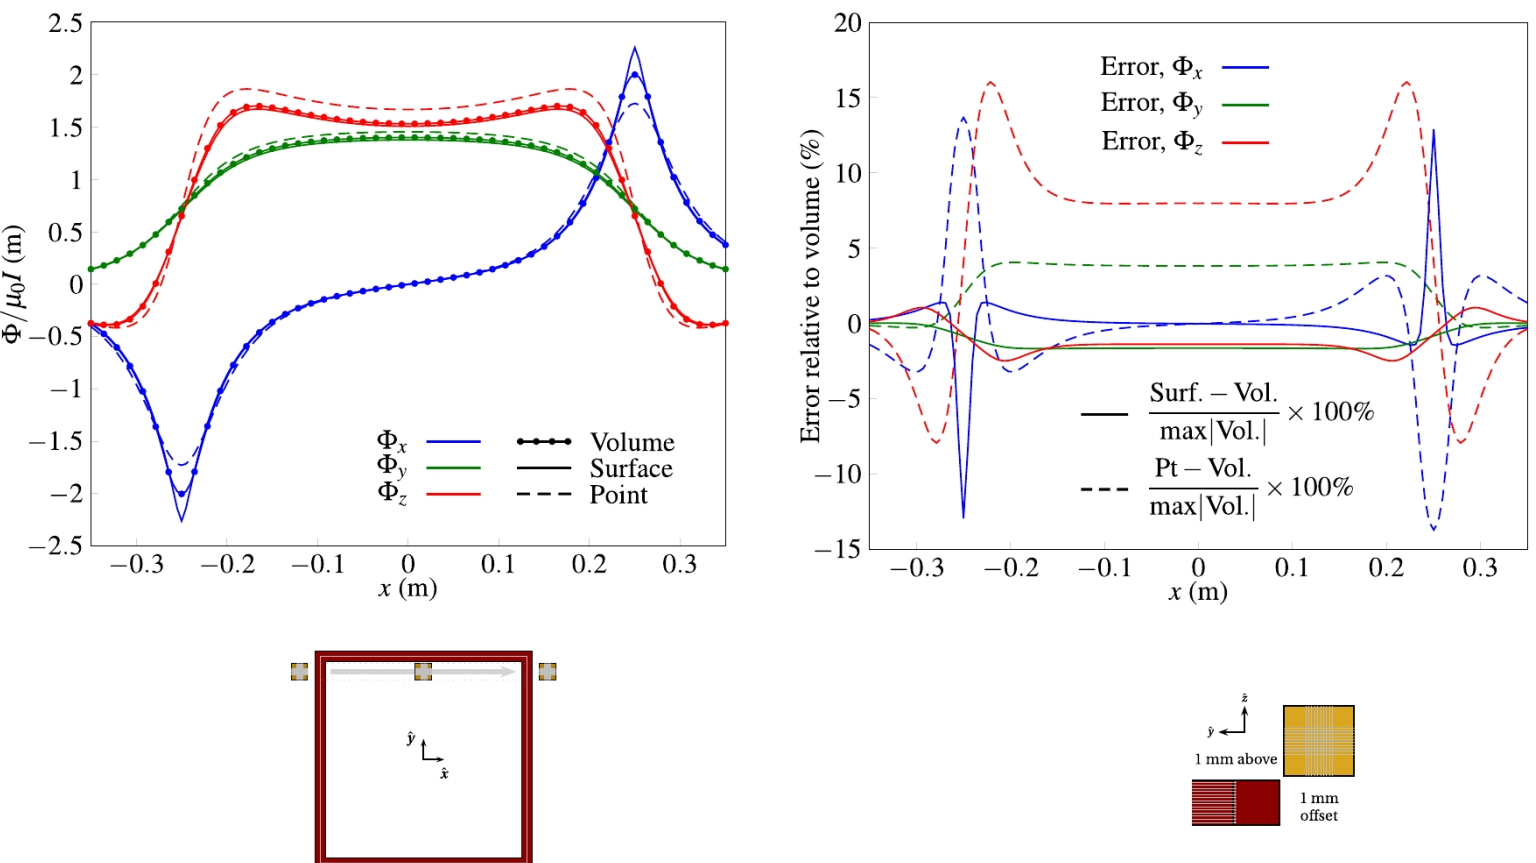 2.5
2
1.5
1
0.5
0
−0.5
−1
−1.5
−2
−2.5
Φ/μ₀I (m)
−0.3 −0.2 −0.1 0 0.1 0.2 0.3
x (m)
Φx
Φy
Φz
Volume
Surface
Point
20
15
10
5
0
−5
−10
−15
Error relative to volume (%)
−0.3 −0.2 −0.1 0 0.1 0.2 0.3
x (m)
Error, Φx
Error, Φy
Error, Φz
Surf. − Vol.
max|Vol.|
× 100%
Pt − Vol.
max|Vol.|
× 100%
ŷ
x̂
ẑ
ŷ
1 mm above
1 mm
offset